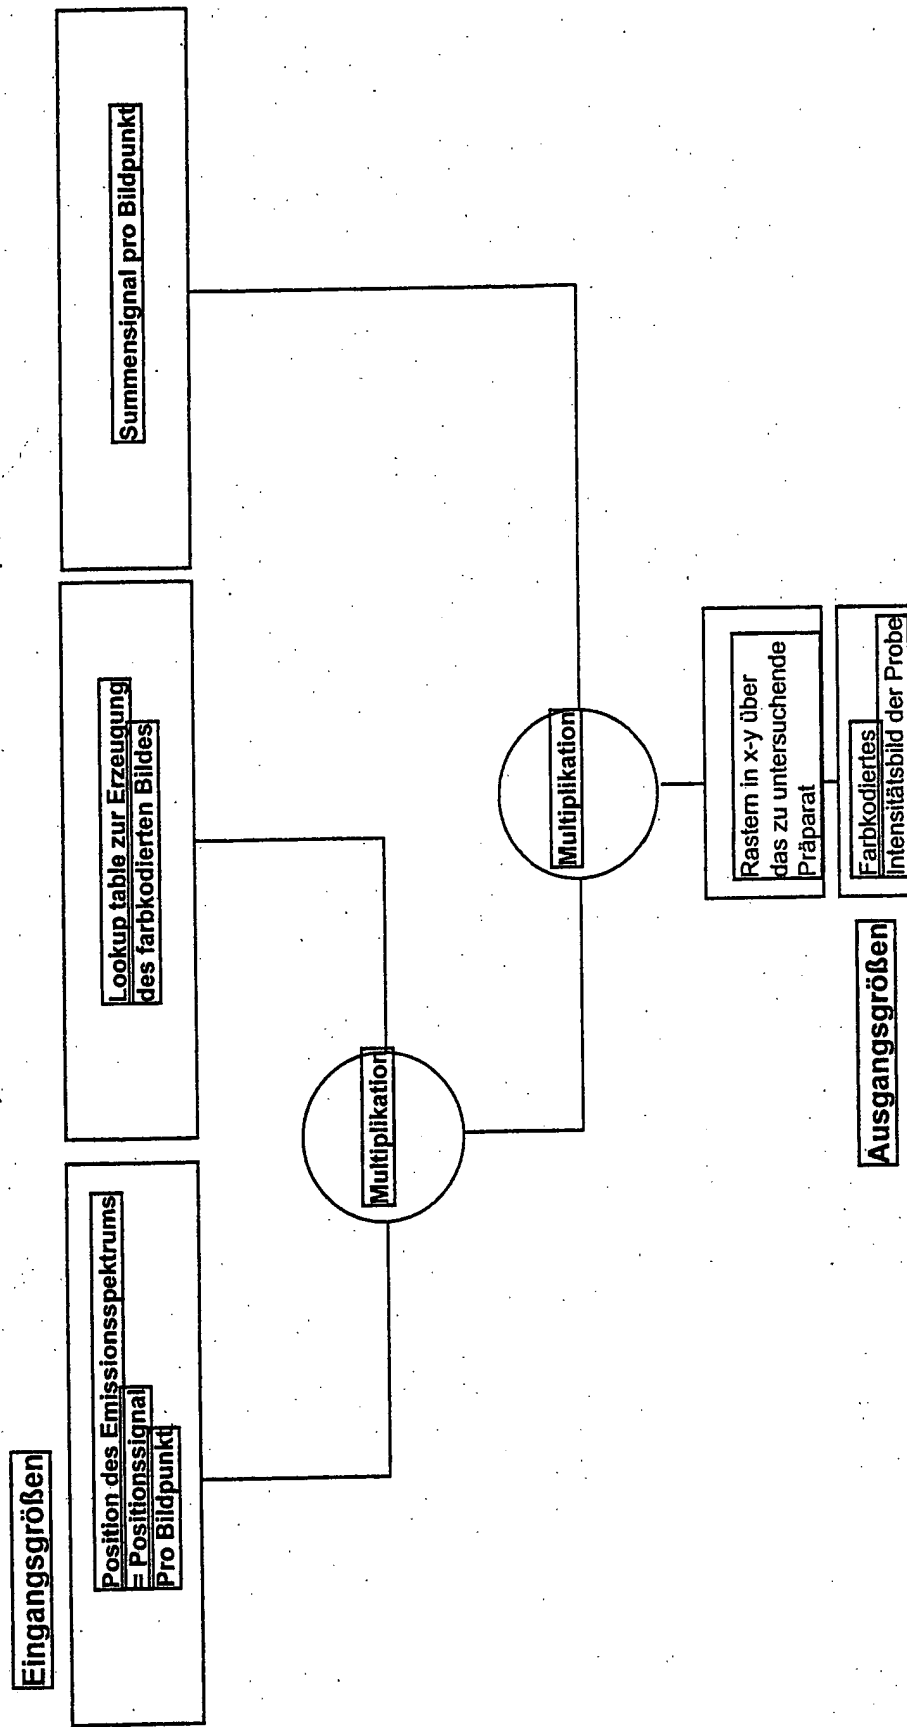 Eingangsgrößen
Position des Emissionsspektrums
= Positionssignal
Pro Bildpunkt
Lookup table zur Erzeugung
des farbkodierten Bildes
Summensignal pro Bildpunkt
Multiplikation
Multiplikation
Rastern in x-y über
das zu untersuchende
Präparat
Ausgangsgrößen
Farbkodiertes
Intensitätsbild der Probe